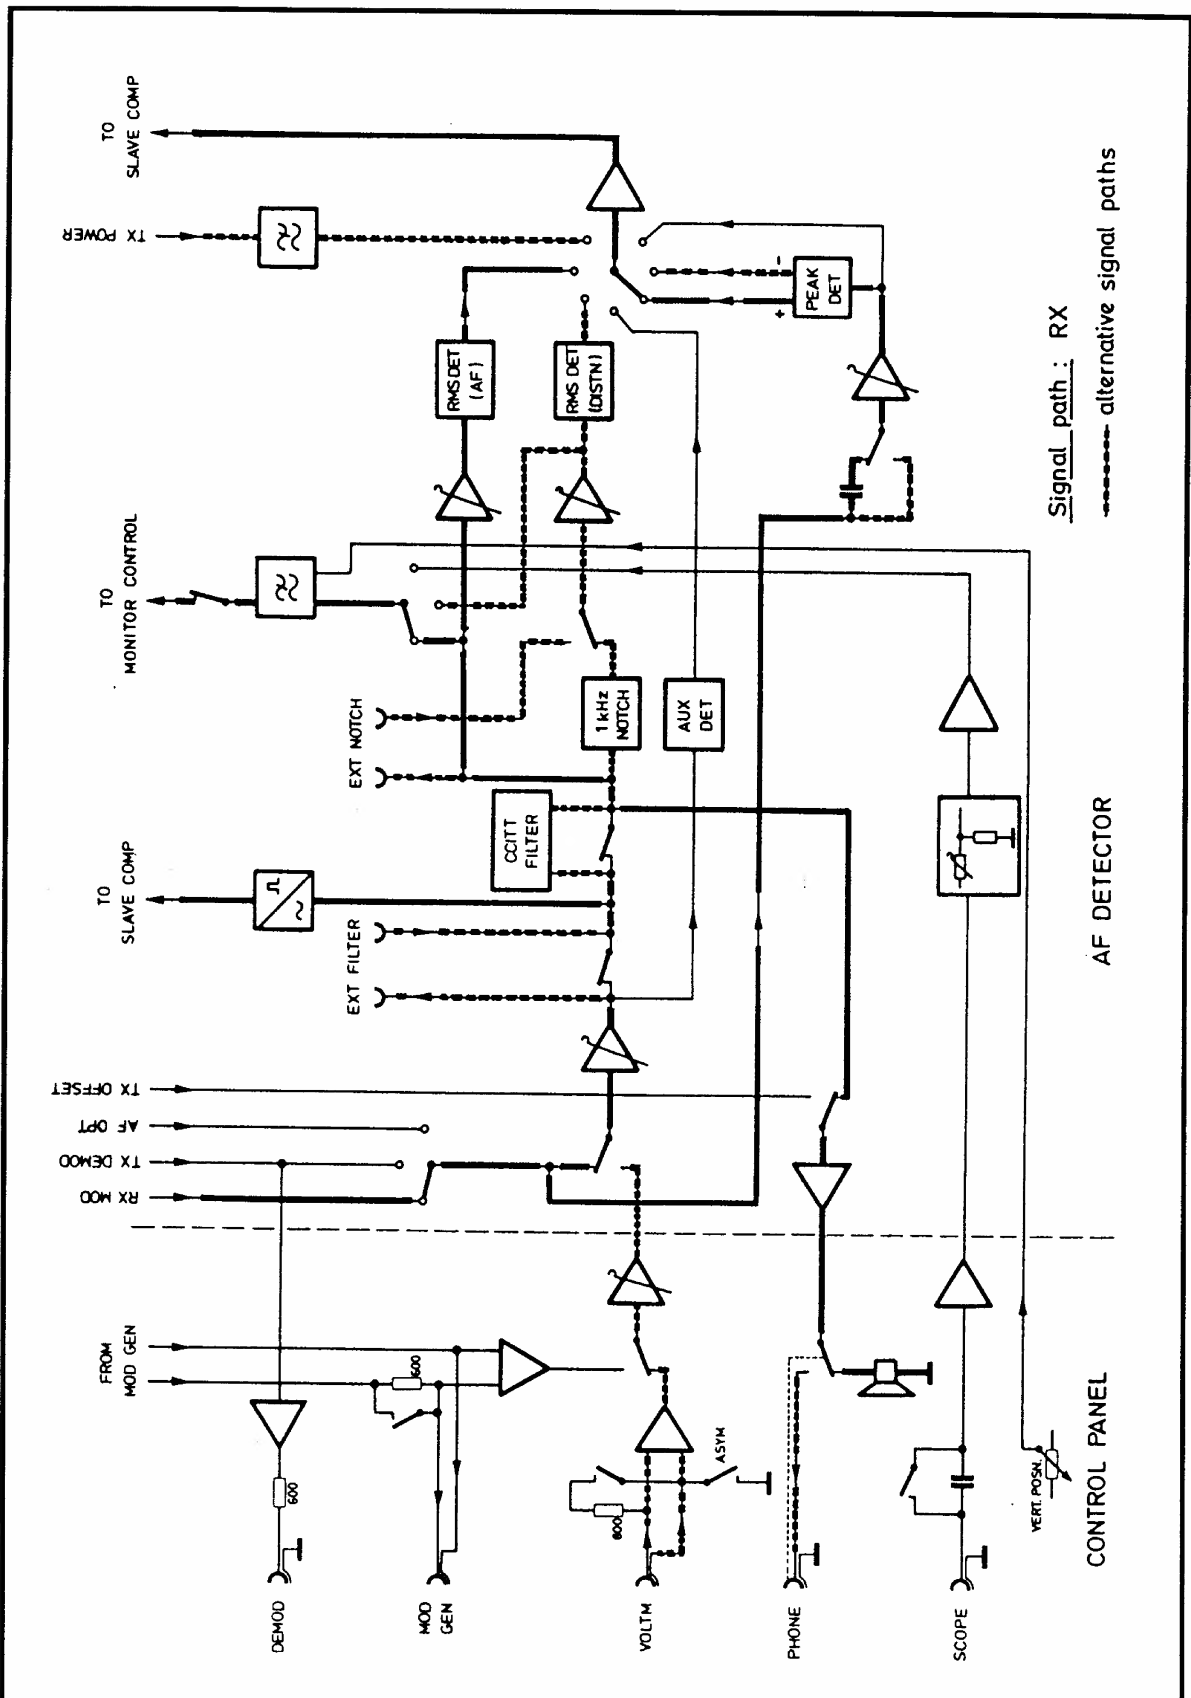 DEMOD
MOD
GEN
VOLTM
PHONE
SCOPE
600
FROM
MOD GEN
600
600
ASYM
VERT. POSN.
CONTROL PANEL
RX MOD
TX DEMOD
AF OPT
TX OFFSET
EXT FILTER
TO
SLAVE COMP
CCITT
FILTER
EXT NOTCH
1 kHz
NOTCH
AUX
DET
TO
MONITOR CONTROL
RMS DET
(AF)
RMS DET
(DISTN)
TX POWER
TO
SLAVE COMP
+
-
PEAK
DET
AF DETECTOR
Signal path : RX
alternative signal paths